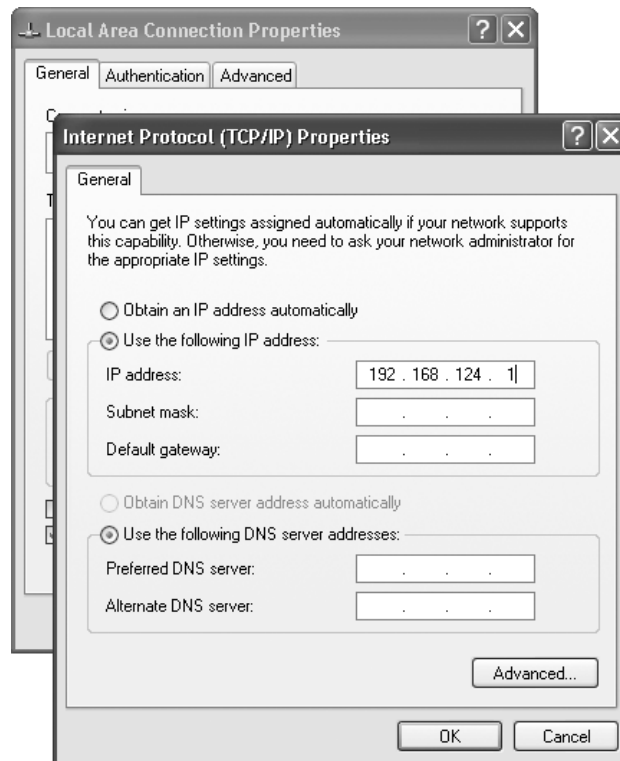 Local Area Connection Properties
General Authentication Advanced
Internet Protocol (TCP/IP) Properties
General
You can get IP settings assigned automatically if your network supports
this capability. Otherwise, you need to ask your network administrator for
the appropriate IP settings.
Obtain an IP address automatically
Use the following IP address:
IP address: 192 . 168 . 124 . 1
Subnet mask: . . .
Default gateway: . . .
Obtain DNS server address automatically
Use the following DNS server addresses:
Preferred DNS server: . . .
Alternate DNS server: . . .
Advanced...
OK Cancel